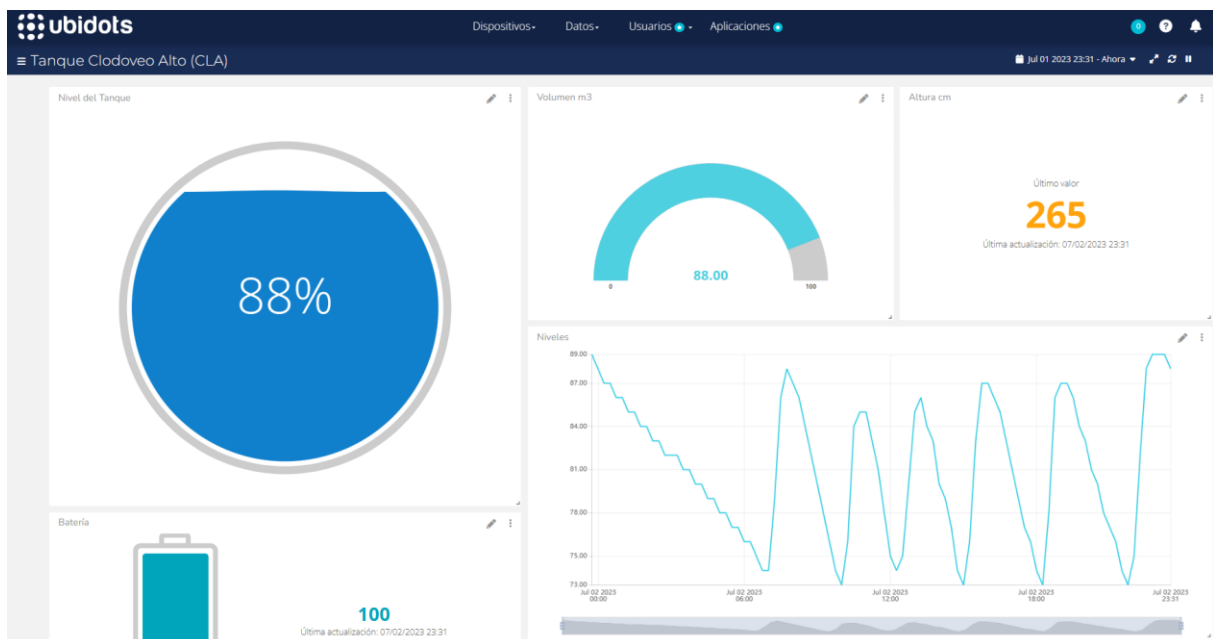 ubidots
Dispositivos
Datos
Usuarios
Aplicaciones
0
?
Tanque Clodoveo Alto (CLA)
Jul 01 2023 23:31 - Ahora
Nivel del Tanque
88%
Volumen m3
88.00
0
100
Altura cm
Último valor
265
Última actualización: 07/02/2023 23:31
Batería
100
Última actualización: 07/02/2023 23:31
Niveles
89.00
87.00
84.00
81.00
78.00
75.00
73.00
Jul 02 2023
00:00
Jul 02 2023
06:00
Jul 02 2023
12:00
Jul 02 2023
18:00
Jul 02 2023
23:31